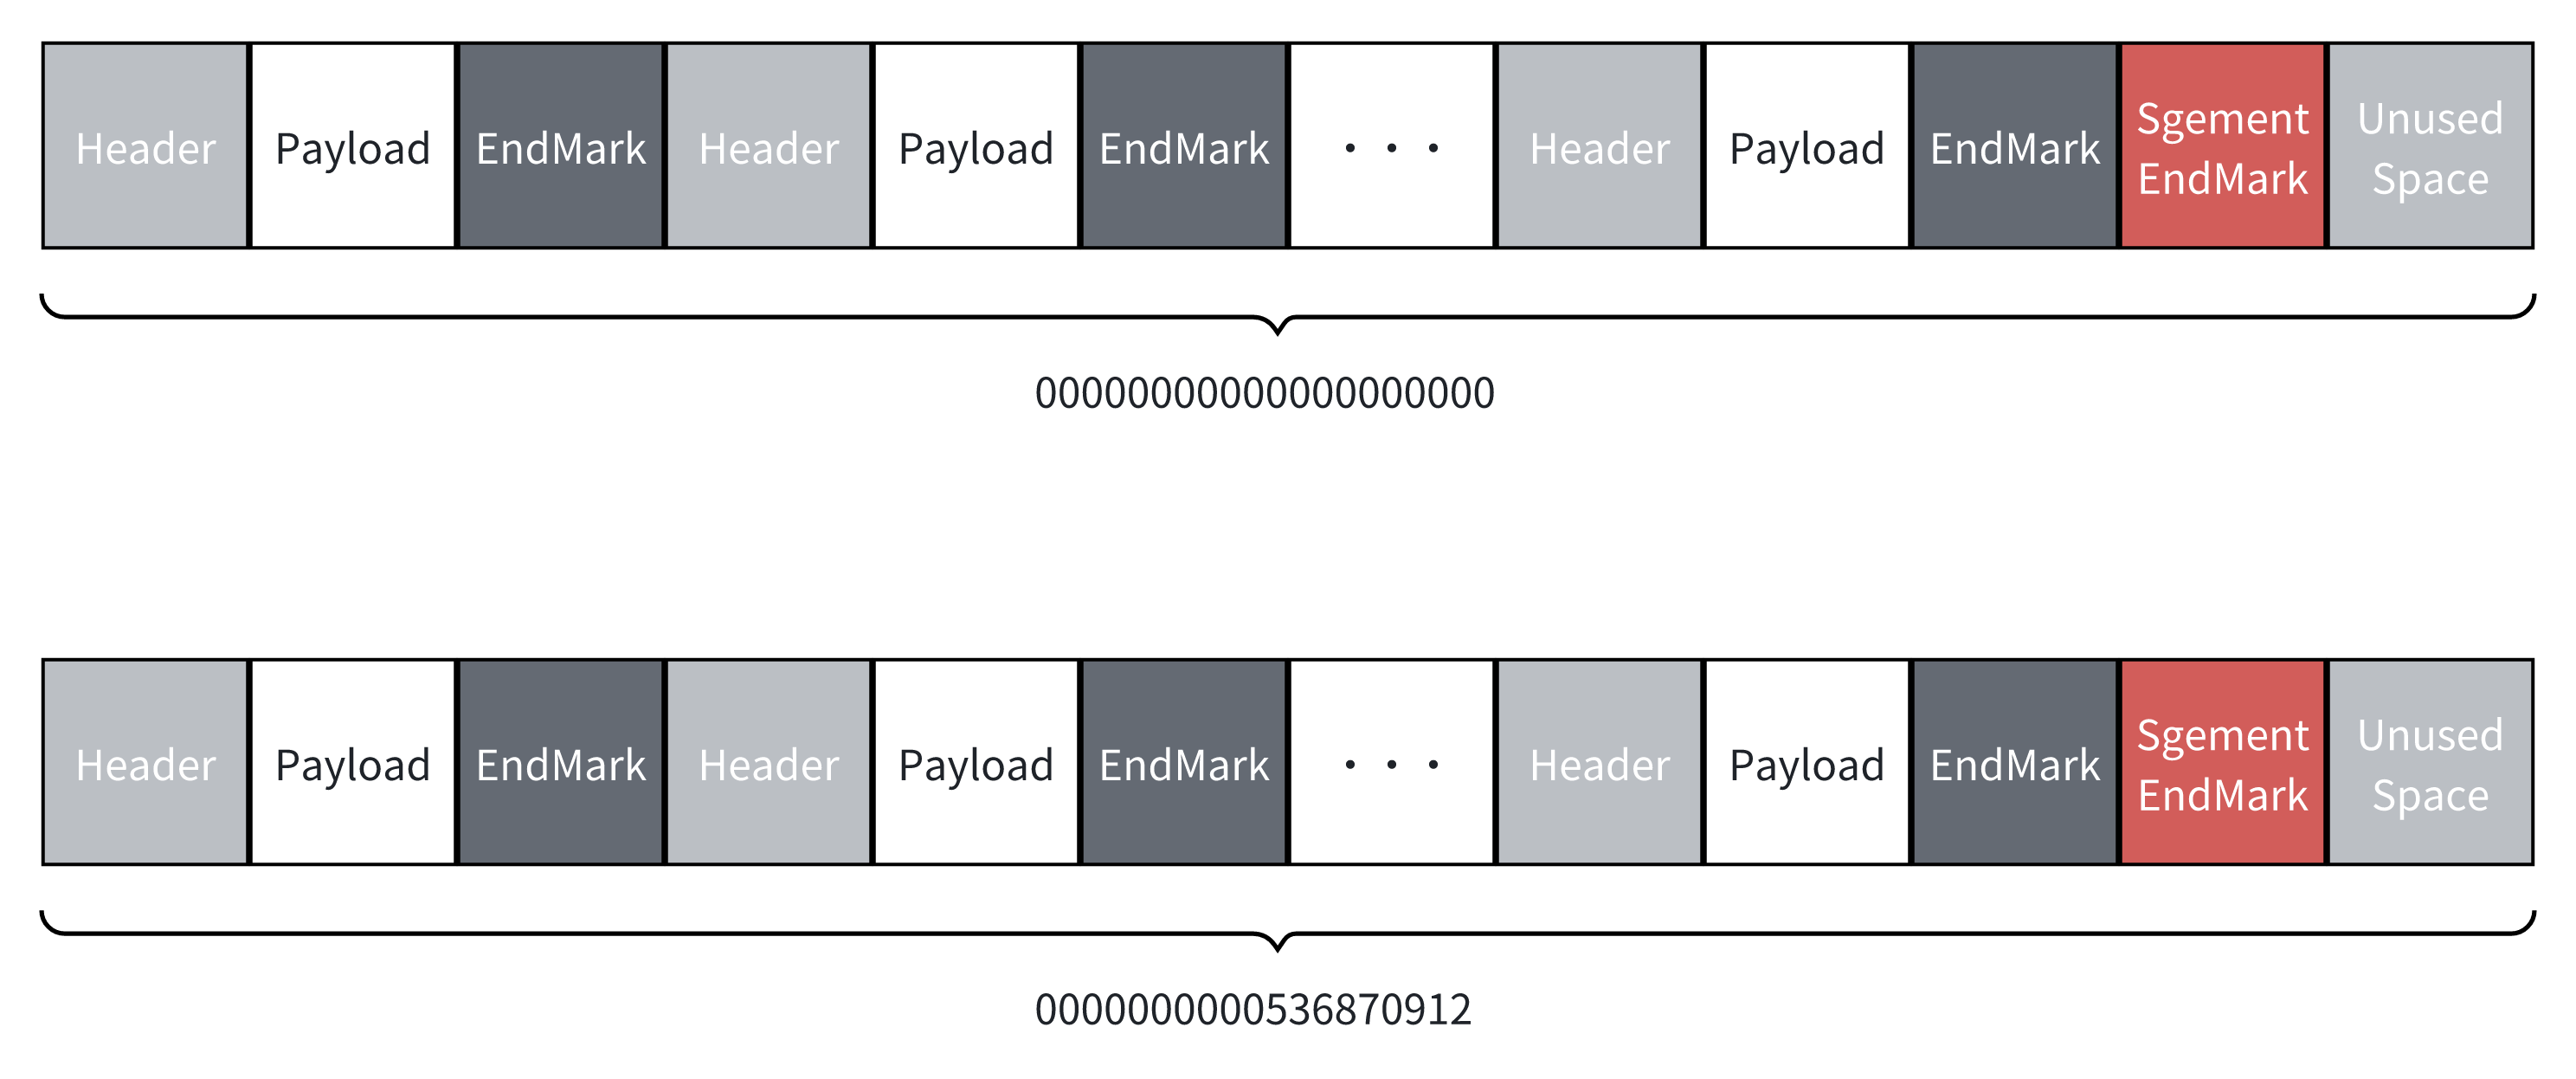 Header
Payload
EndMark
Header
Payload
EndMark
. . .
Header
Payload
EndMark
Sgement
EndMark
Unused
Space
00000000000000000000
Header
Payload
EndMark
Header
Payload
EndMark
. . .
Header
Payload
EndMark
Sgement
EndMark
Unused
Space
0000000000536870912